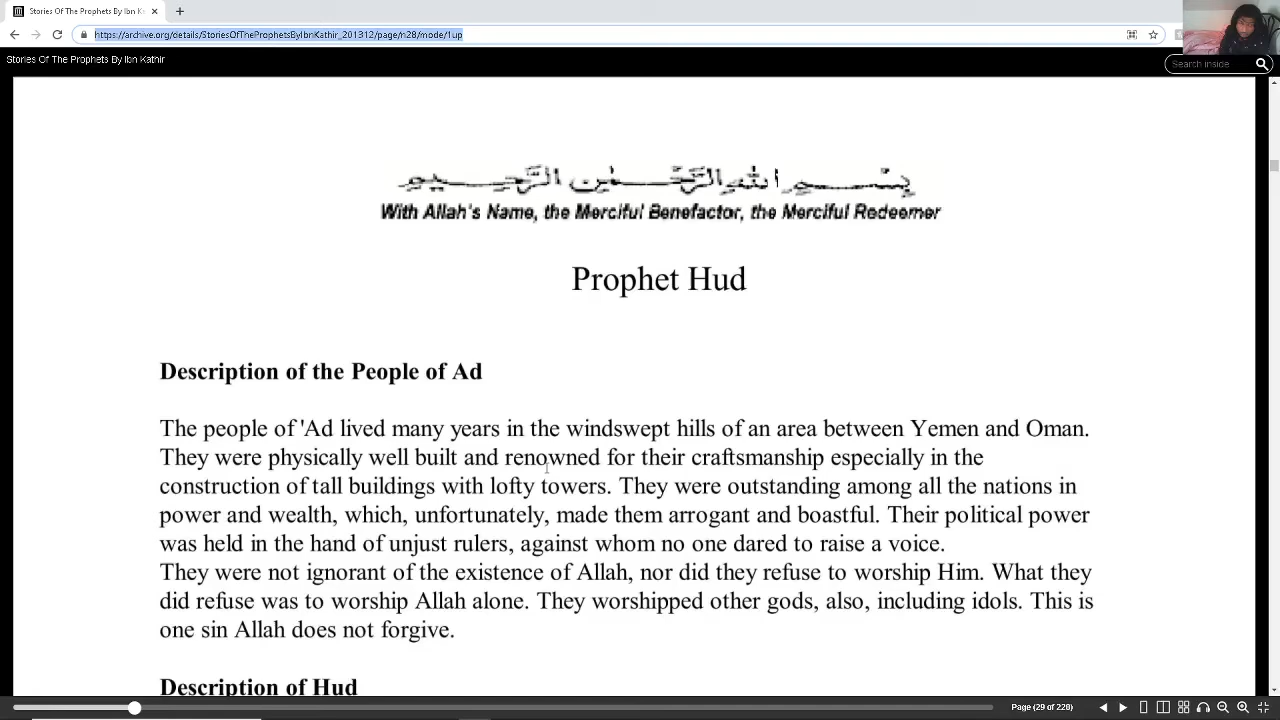 Stories Of The Prophets By Ibn K
https://archive.org/details/StoriesOfTheProphetsByIbnKathir_201312/page/n28/mode/1up
Stories Of The Prophets By Ibn Kathir
Search inside
بِسْمِ اللهِ الرَّحْمٰنِ الرَّحِيمِ
With Allah's Name, the Merciful Benefactor, the Merciful Redeemer
Prophet Hud
Description of the People of Ad
The people of 'Ad lived many years in the windswept hills of an area between Yemen and Oman.
They were physically well built and renowned for their craftsmanship especially in the
construction of tall buildings with lofty towers. They were outstanding among all the nations in
power and wealth, which, unfortunately, made them arrogant and boastful. Their political power
was held in the hand of unjust rulers, against whom no one dared to raise a voice.
They were not ignorant of the existence of Allah, nor did they refuse to worship Him. What they
did refuse was to worship Allah alone. They worshipped other gods, also, including idols. This is
one sin Allah does not forgive.
Description of Hud
Page (29 of 228)